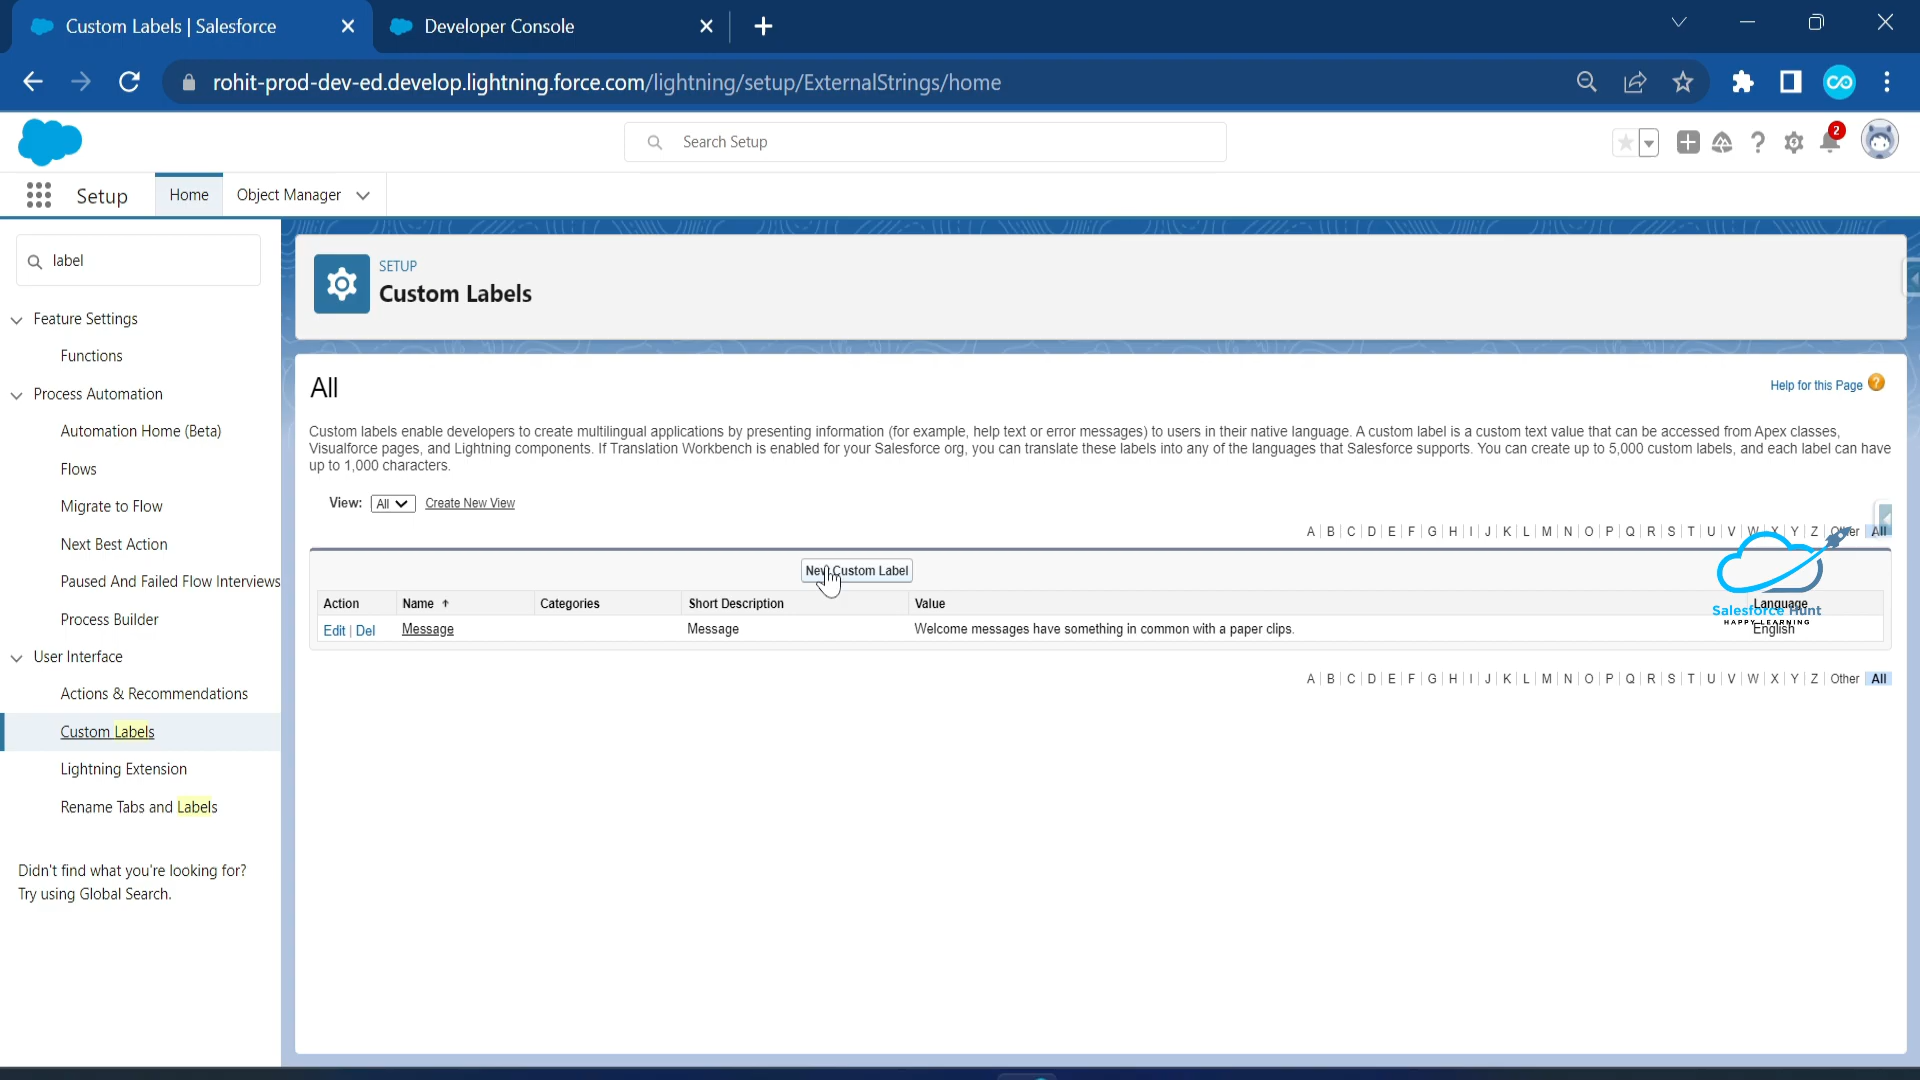 Custom Labels | Salesforce
Developer Console
rohit-prod-dev-ed.develop.lightning.force.com/lightning/setup/ExternalStrings/home
Search Setup
2
Setup
Home
Object Manager
label
Feature Settings
Functions
Process Automation
Automation Home (Beta)
Flows
Migrate to Flow
Next Best Action
Paused And Failed Flow Interviews
Process Builder
User Interface
Actions & Recommendations
Custom Labels
Lightning Extension
Rename Tabs and Labels
Didn't find what you're looking for?
Try using Global Search.
SETUP
Custom Labels
All
Help for this Page
Custom labels enable developers to create multilingual applications by presenting information (for example, help text or error messages) to users in their native language. A custom label is a custom text value that can be accessed from Apex classes,
Visualforce pages, and Lightning components. If Translation Workbench is enabled for your Salesforce org, you can translate these labels into any of the languages that Salesforce supports. You can create up to 5,000 custom labels, and each label can have
up to 1,000 characters.
View: All Create New View
A | B | C | D | E | F | G | H | I | J | K | L | M | N | O | P | Q | R | S | T | U | V | W | X | Y | Z | Other | All
New Custom Label
Action Name Categories Short Description Value Language
Edit | Del Message Message Welcome messages have something in common with a paper clips. English
Salesforce Hunt
HAPPY LEARNING
A | B | C | D | E | F | G | H | I | J | K | L | M | N | O | P | Q | R | S | T | U | V | W | X | Y | Z | Other | All